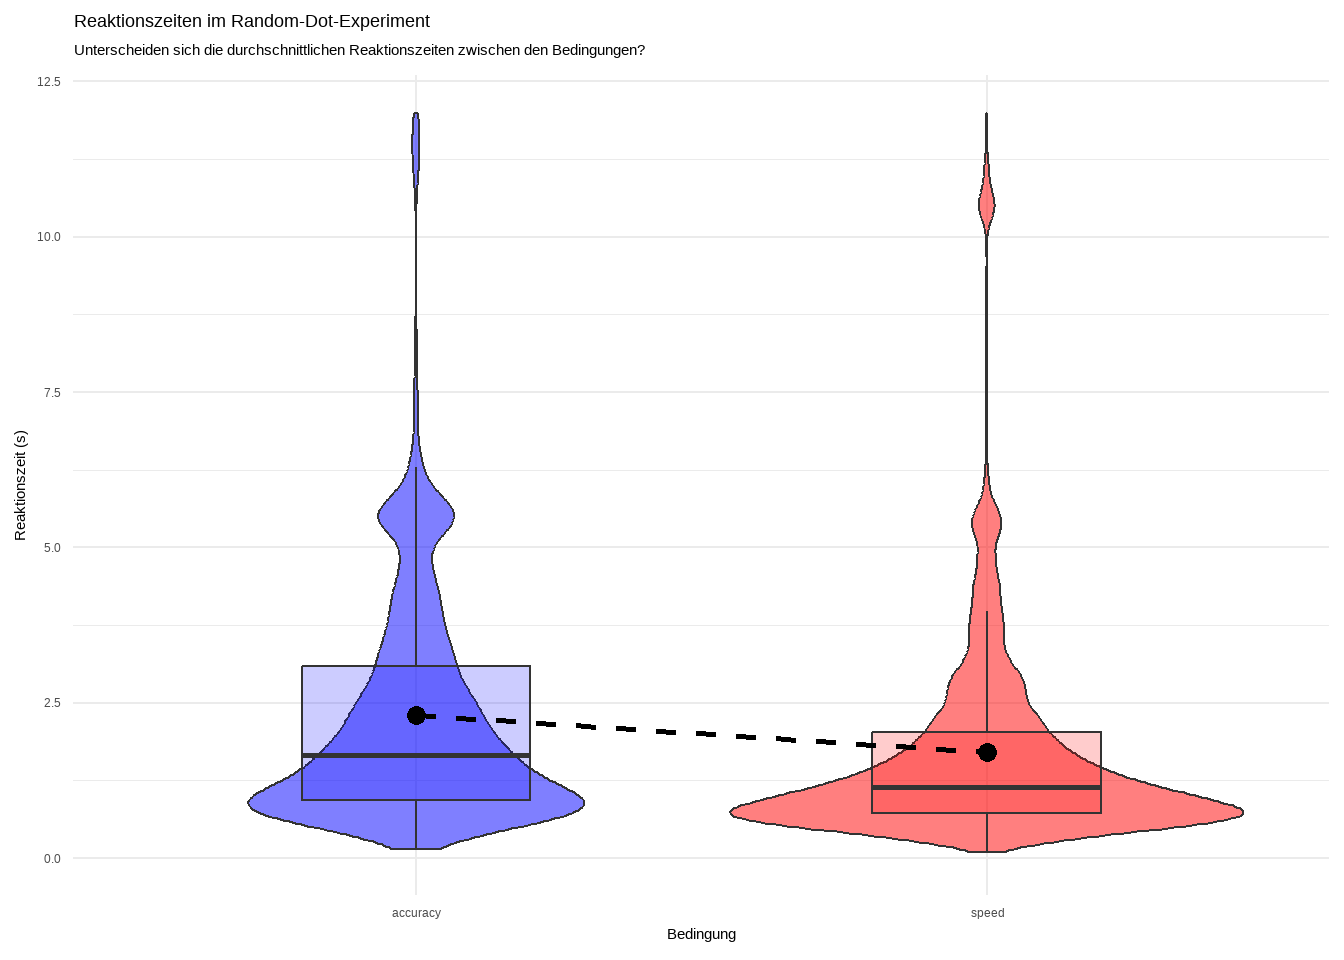 Reaktionszeiten im Random-Dot-Experiment
Unterscheiden sich die durchschnittlichen Reaktionszeiten zwischen den Bedingungen?
12.5
10.0
7.5
5.0
2.5
0.0
Reaktionszeit (s)
accuracy
speed
Bedingung